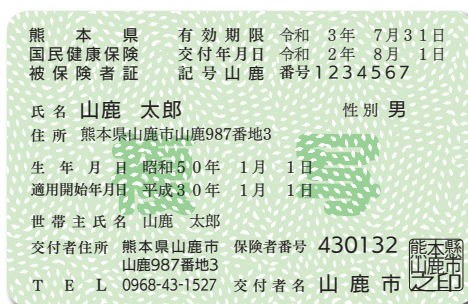 熊本県 有効期限 令和 3年 7月31日
国民健康保険 交付年月日 令和 2年 8月 1日
被保険者証 記号山鹿 番号1234567
氏名 山鹿 太郎 性別 男
住所 熊本県山鹿市山鹿987番地3
生年月日 昭和50年 1月 1日
適用開始年月日 平成30年 1月 1日
世帯主氏名 山鹿 太郎
交付者住所 熊本県山鹿市 保険者番号 430132
山鹿987番地3
TEL 0968-43-1527 交付者名 山鹿市
熊本縣
山鹿市
之印